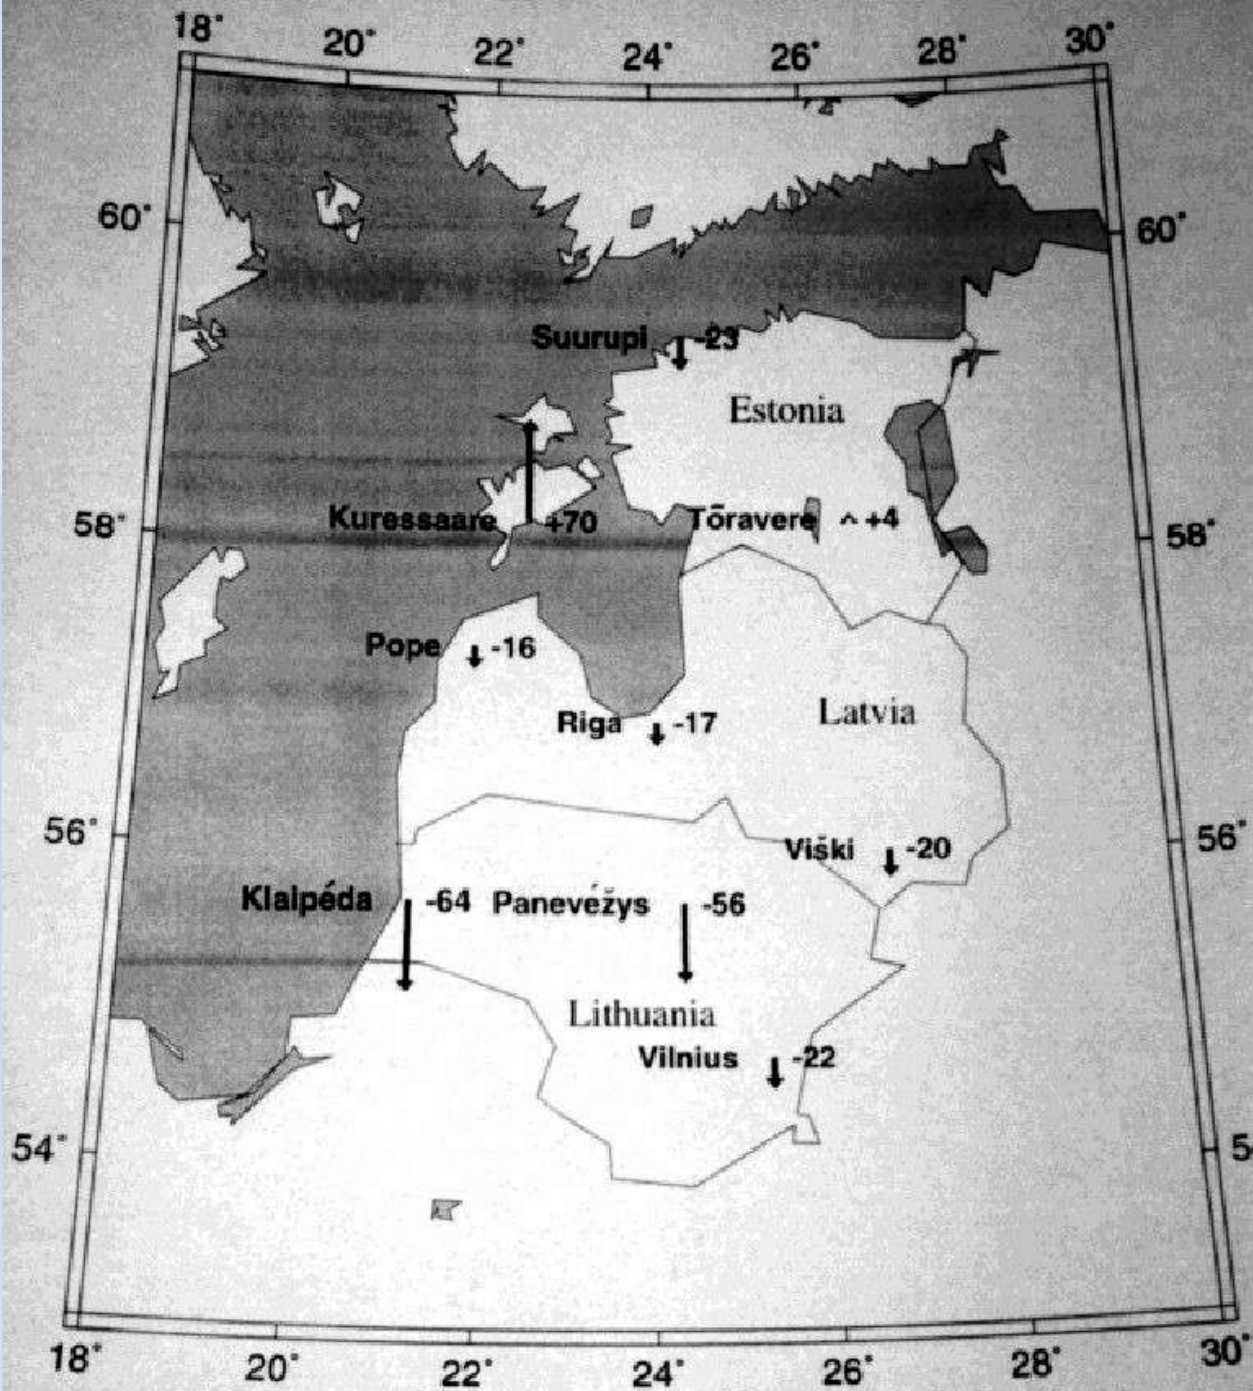 18° 20° 22° 24° 26° 28° 30°
60° 60°
Suurupi -23
Estonia
Kuressaare +70 Tõravere +4
58° 58°
Pope -16
Latvia
Riga -17
56° 56°
Viški -20
Klaipéda -64 Panevéžys -56
Lithuania
Vilnius -22
54° 5
18° 20° 22° 24° 26° 28° 30°